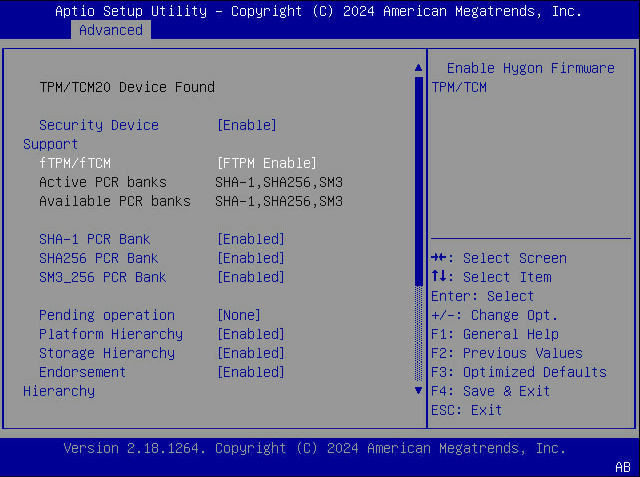 Aptio Setup Utility – Copyright (C) 2024 American Megatrends, Inc.
Advanced
TPM/TCM20 Device Found
Security Device Support [Enable]
fTPM/fTCM [FTPM Enable]
Active PCR banks SHA-1,SHA256,SM3
Available PCR banks SHA-1,SHA256,SM3
SHA-1 PCR Bank [Enabled]
SHA256 PCR Bank [Enabled]
SM3_256 PCR Bank [Enabled]
Pending operation [None]
Platform Hierarchy [Enabled]
Storage Hierarchy [Enabled]
Endorsement Hierarchy [Enabled]
Enable Hygon Firmware
TPM/TCM
→←: Select Screen
↑↓: Select Item
Enter: Select
+/-: Change Opt.
F1: General Help
F2: Previous Values
F3: Optimized Defaults
F4: Save & Exit
ESC: Exit
Version 2.18.1264. Copyright (C) 2024 American Megatrends, Inc.
AB